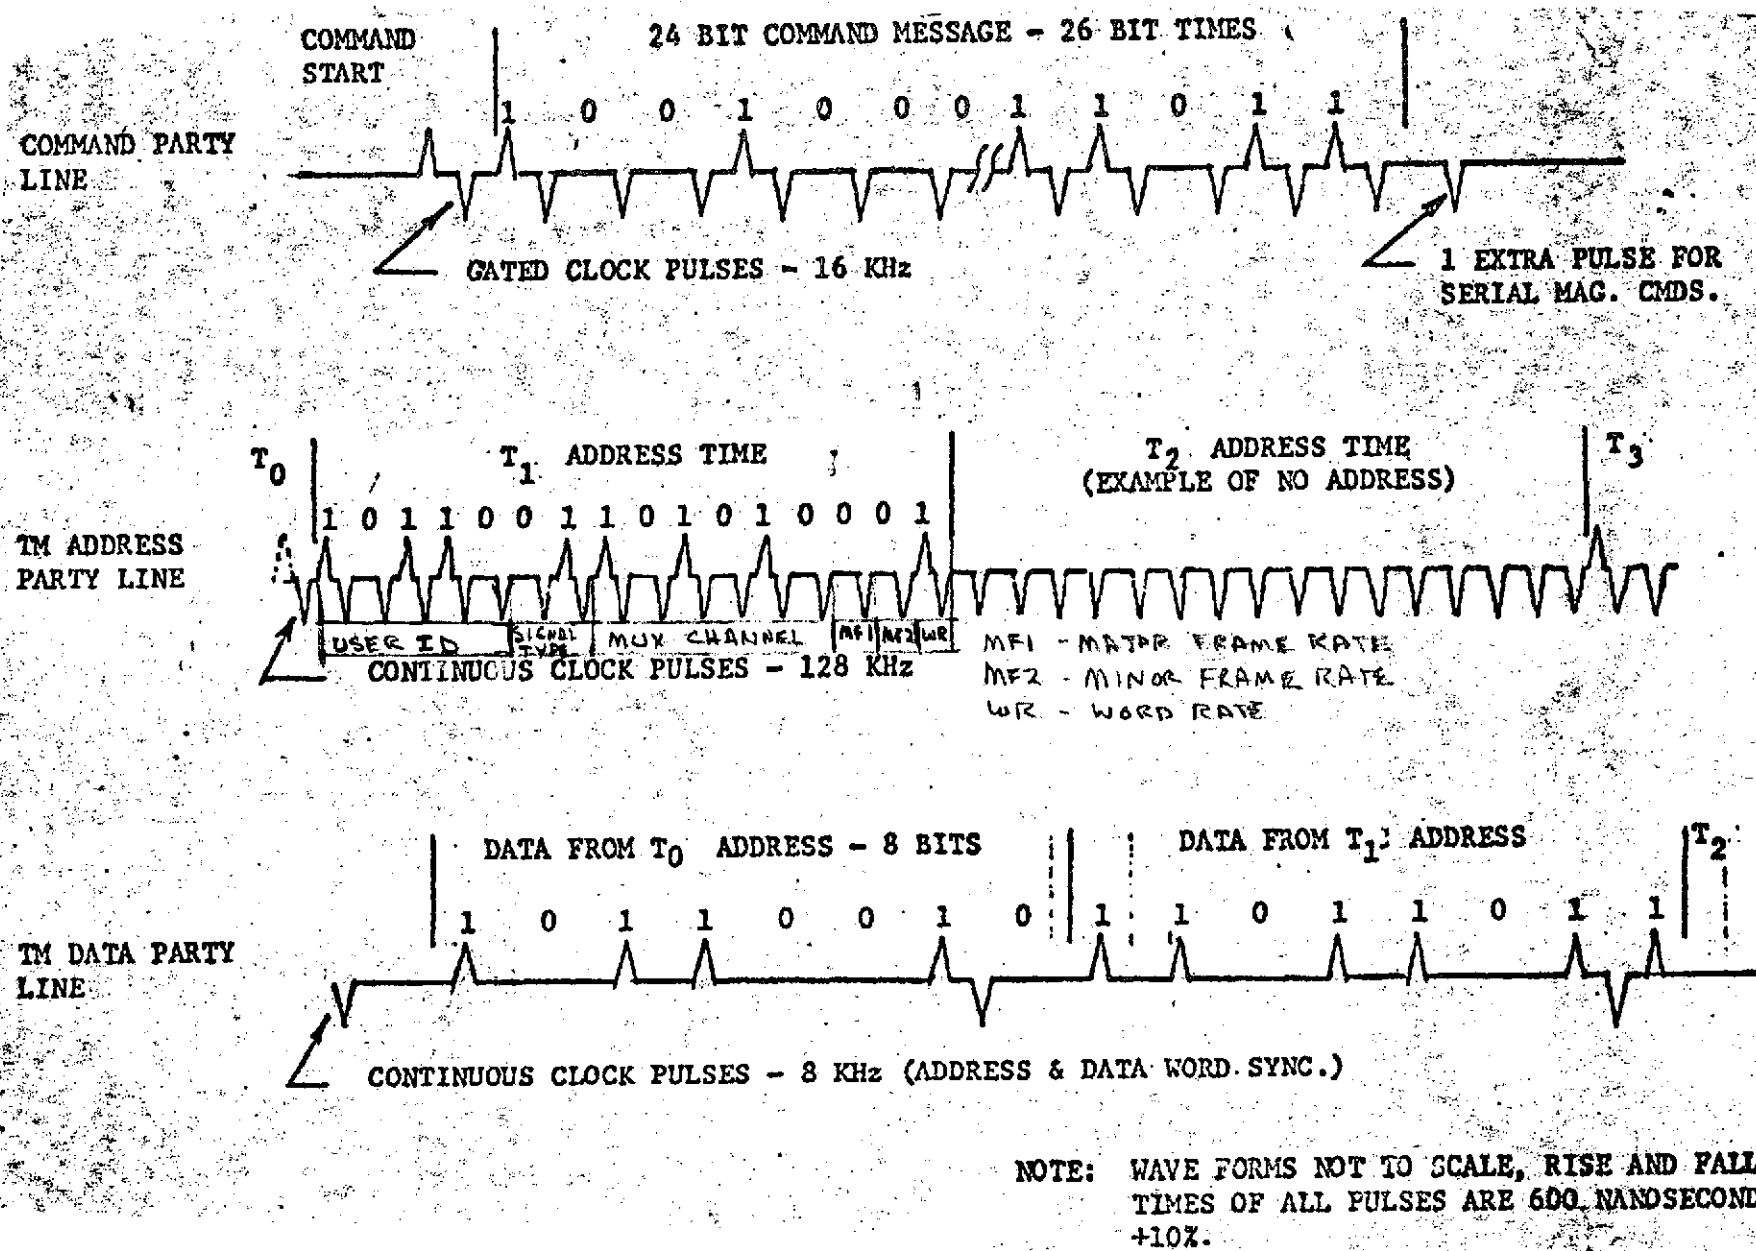 COMMAND START
24 BIT COMMAND MESSAGE - 26 BIT TIMES
1 0 0 1 0 0 0 1 1 0 1 1
COMMAND PARTY LINE
GATED CLOCK PULSES - 16 KHz
1 EXTRA PULSE FOR
SERIAL MAG. CMDS.
T0
T1 ADDRESS TIME
T2 ADDRESS TIME
(EXAMPLE OF NO ADDRESS)
T3
1 0 1 1 0 0 1 1 0 1 0 1 0 0 0 1
TM ADDRESS
PARTY LINE
USER ID
SIGNAL TYPE
MUX CHANNEL
MF1
MF2
WR
CONTINUOUS CLOCK PULSES - 128 KHz
MF1 - MAJOR FRAME RATE
MF2 - MINOR FRAME RATE
WR - WORD RATE
DATA FROM T0 ADDRESS - 8 BITS
DATA FROM T1 ADDRESS
T2
1 0 1 1 0 0 1 0 1 1 0 1 1 0 1 1
TM DATA PARTY
LINE
CONTINUOUS CLOCK PULSES - 8 KHz (ADDRESS & DATA WORD SYNC.)
NOTE: WAVE FORMS NOT TO SCALE, RISE AND FALL
TIMES OF ALL PULSES ARE 600 NANOSECOND
+10%.